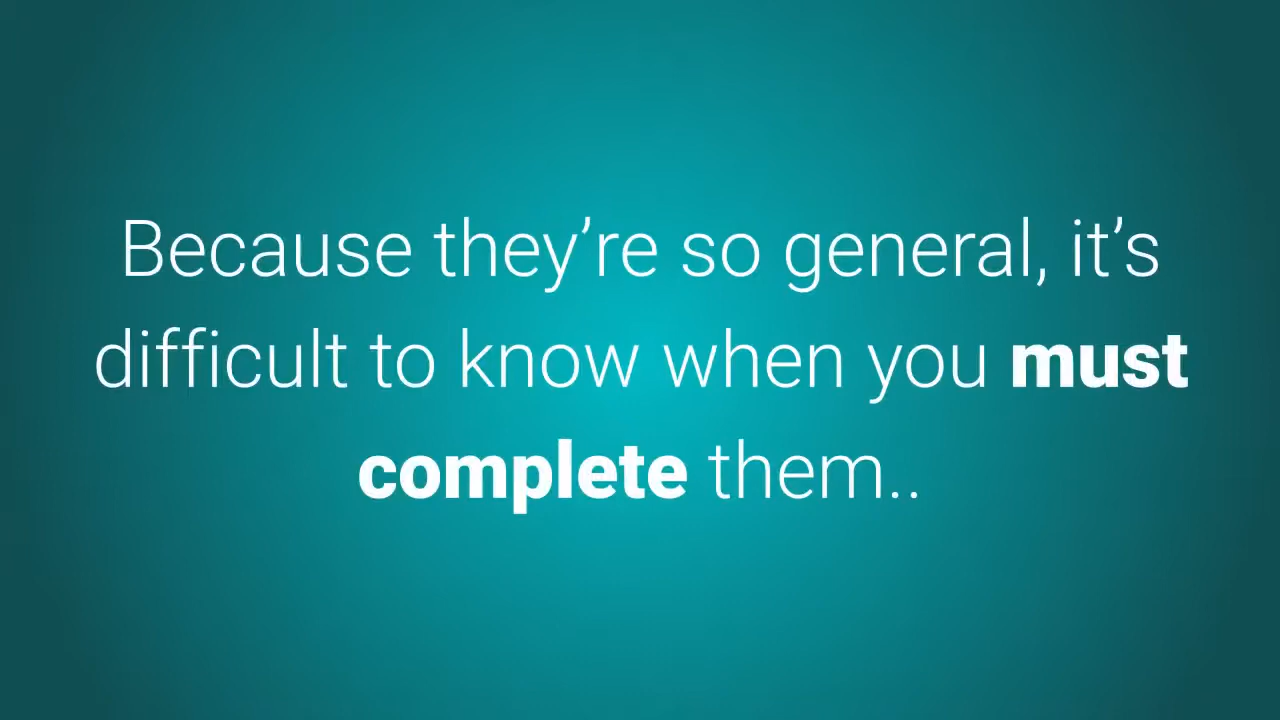 Because they’re so general, it’s
difficult to know when you must
complete them..